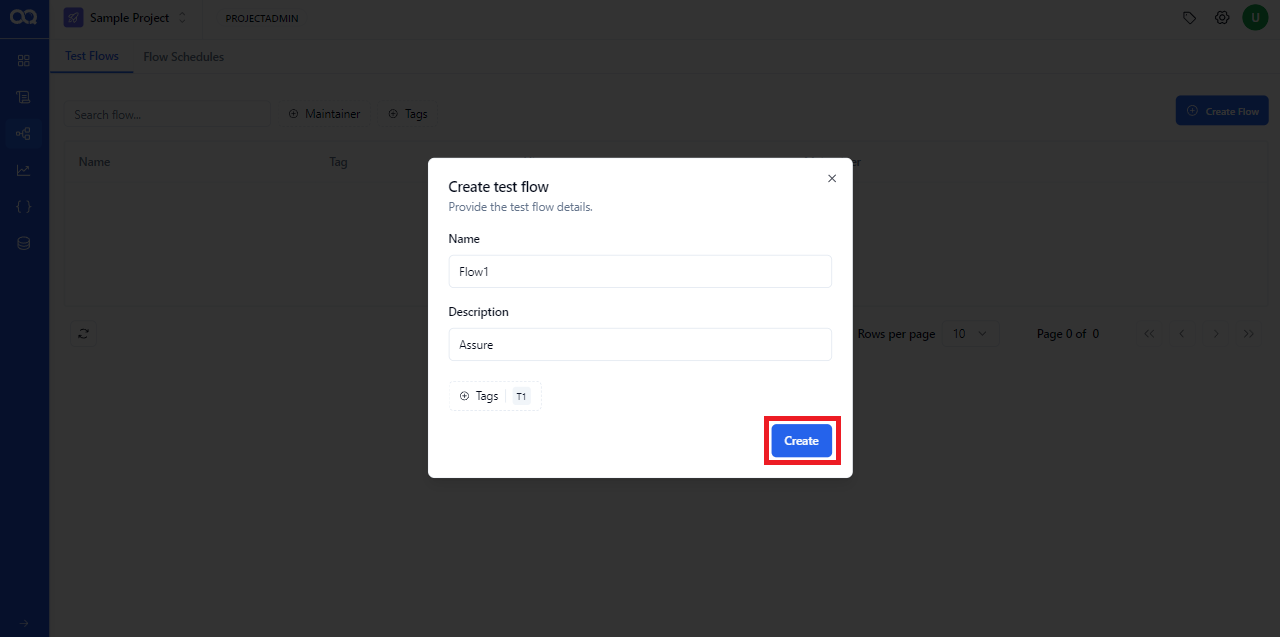 Sample Project
PROJECTADMIN
U
Test Flows
Flow Schedules
Search flow...
Maintainer
Tags
Create Flow
Name
Tag
Create test flow
Provide the test flow details.
Name
Flow1
Description
Assure
Tags
T1
Create
Rows per page
10
Page 0 of 0